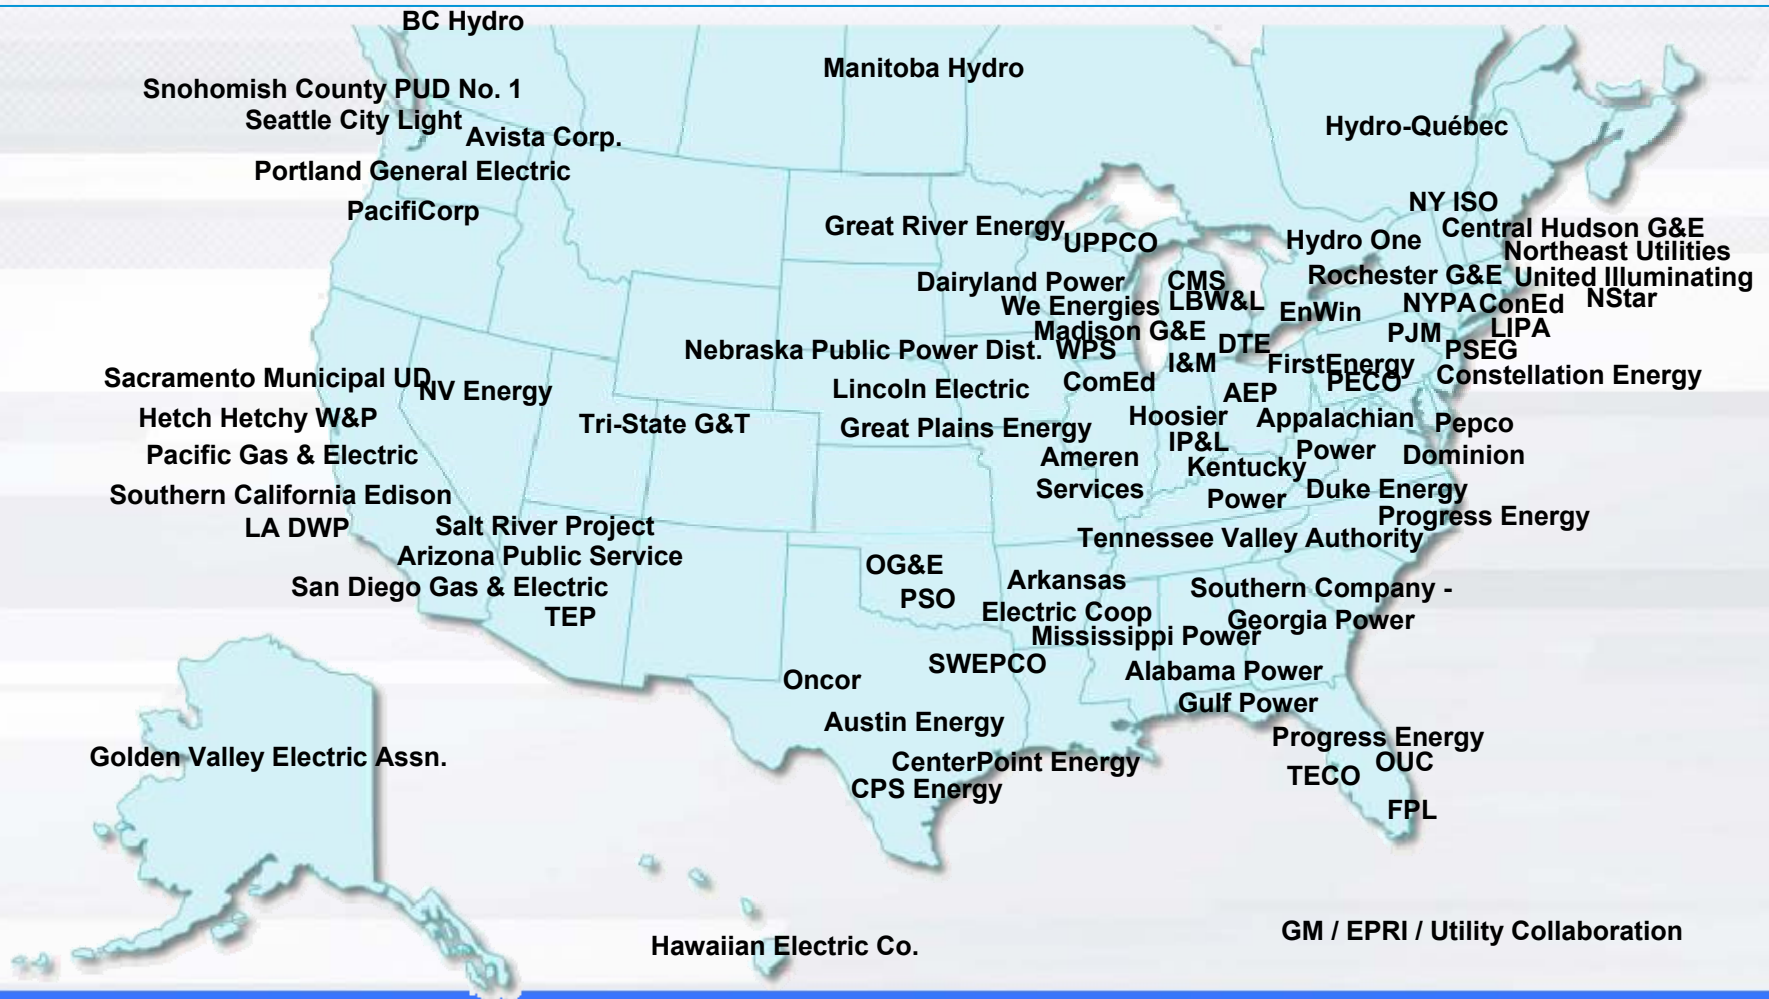 BC Hydro
Manitoba Hydro
Snohomish County PUD No. 1
Seattle City Light
Avista Corp.
Hydro-Québec
Portland General Electric
PacifiCorp
NY ISO
Great River Energy
UPPCO
Hydro One
Central Hudson G&E
Northeast Utilities
Dairyland Power
CMS
Rochester G&E
United Illuminating
We Energies
LBW&L
EnWin
NYPA
ConEd
NStar
Madison G&E
DTE
PJM
LIPA
Nebraska Public Power Dist.
WPS
I&M
FirstEnergy
PSEG
Sacramento Municipal UD
NV Energy
Lincoln Electric
ComEd
AEP
PECO
Constellation Energy
Hetch Hetchy W&P
Tri-State G&T
Great Plains Energy
Hoosier
IP&L
Appalachian
Power
Pepco
Pacific Gas & Electric
Ameren
Services
Kentucky
Power
Dominion
Southern California Edison
Duke Energy
LA DWP
Salt River Project
Progress Energy
Arizona Public Service
Tennessee Valley Authority
San Diego Gas & Electric
OG&E
Arkansas
Electric Coop
Southern Company -
Georgia Power
TEP
PSO
Mississippi Power
SWEPCO
Oncor
Alabama Power
Gulf Power
Austin Energy
Progress Energy
Golden Valley Electric Assn.
CenterPoint Energy
OUC
TECO
CPS Energy
FPL
Hawaiian Electric Co.
GM / EPRI / Utility Collaboration